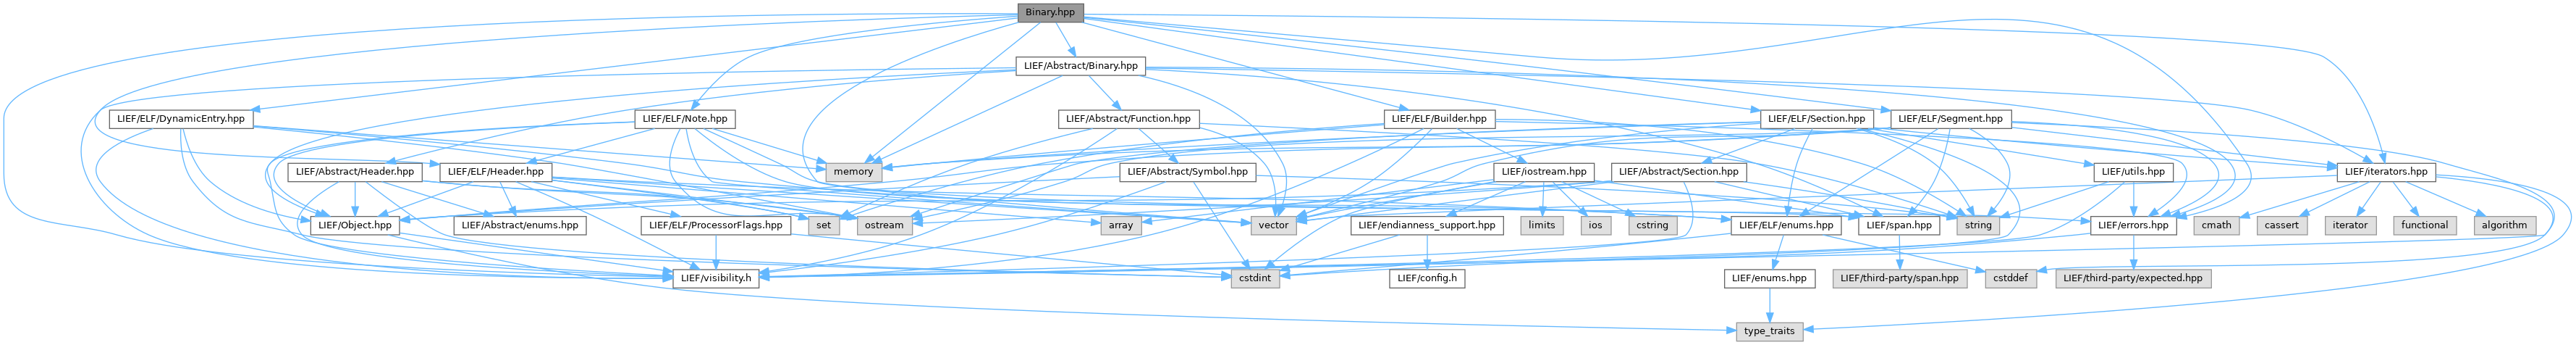 Binary.hpp
LIEF/Abstract/Binary.hpp
LIEF/ELF/DynamicEntry.hpp
LIEF/ELF/Note.hpp
LIEF/Abstract/Function.hpp
LIEF/ELF/Builder.hpp
LIEF/ELF/Section.hpp
LIEF/ELF/Segment.hpp
LIEF/Abstract/Header.hpp
LIEF/ELF/Header.hpp
memory
LIEF/Abstract/Symbol.hpp
LIEF/iostream.hpp
LIEF/Abstract/Section.hpp
LIEF/utils.hpp
LIEF/iterators.hpp
LIEF/Object.hpp
LIEF/Abstract/enums.hpp
LIEF/ELF/ProcessorFlags.hpp
set
ostream
array
vector
LIEF/endianness_support.hpp
limits
ios
cstring
LIEF/ELF/enums.hpp
LIEF/span.hpp
string
LIEF/errors.hpp
cmath
cassert
iterator
functional
algorithm
LIEF/visibility.h
cstdint
LIEF/config.h
LIEF/enums.hpp
LIEF/third-party/span.hpp
cstddef
LIEF/third-party/expected.hpp
type_traits